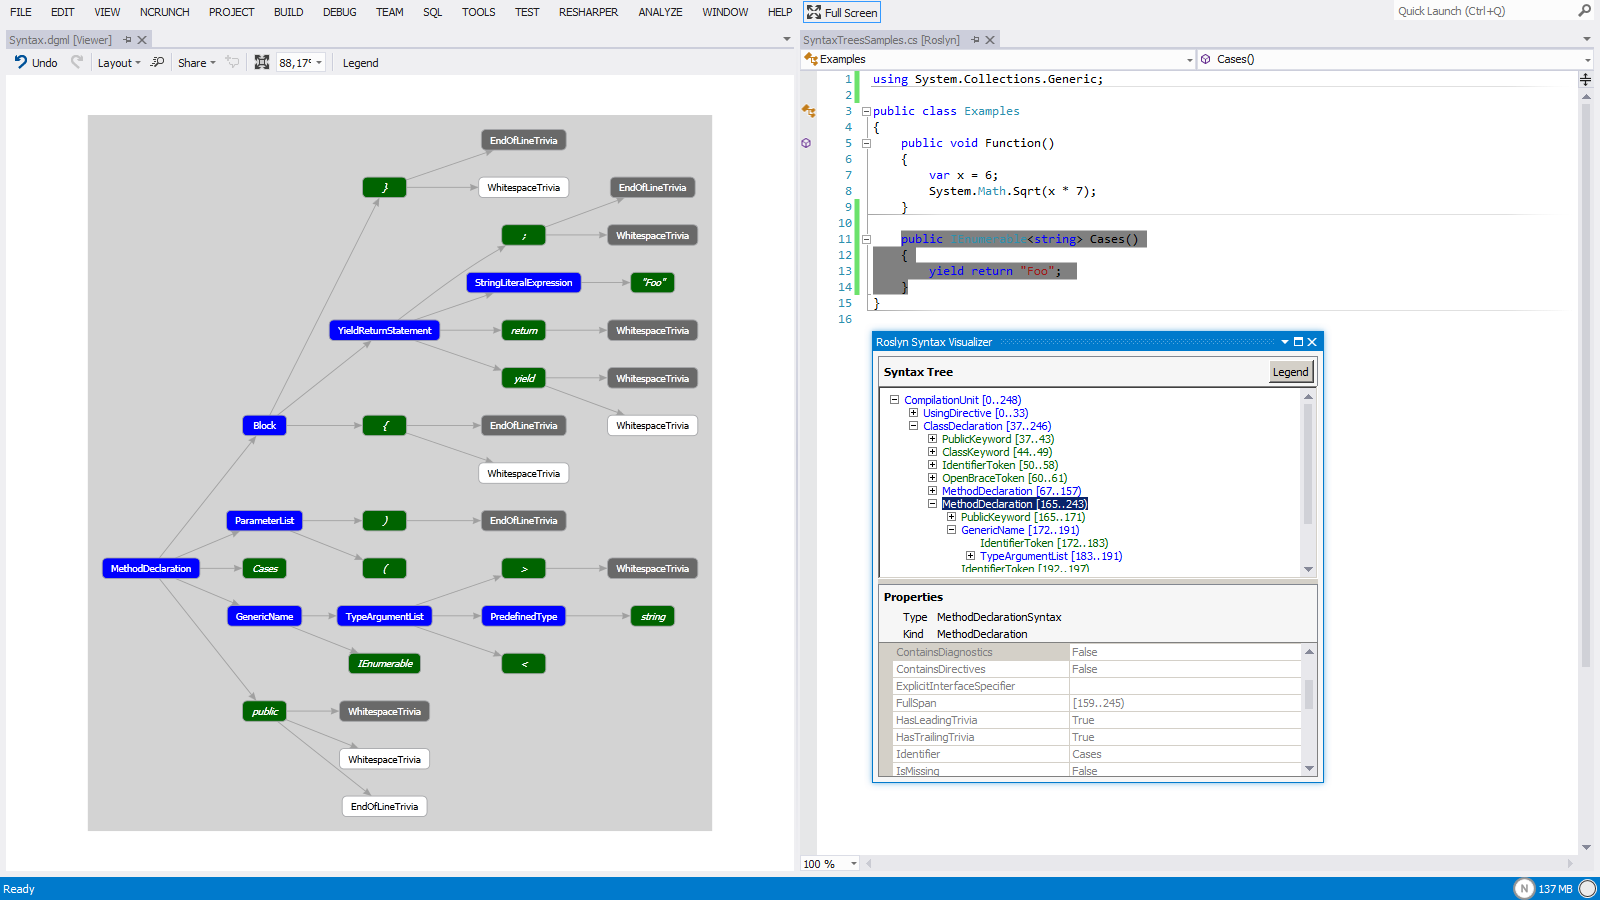 FILE EDIT VIEW NCRUNCH PROJECT BUILD DEBUG TEAM SQL TOOLS TEST RESHARPER ANALYZE WINDOW HELP Full Screen Quick Launch (Ctrl+Q)
Syntax.dgml [Viewer]
Undo Layout Share 88,17% Legend
EndOfLineTrivia
} WhitespaceTrivia EndOfLineTrivia
; WhitespaceTrivia
StringLiteralExpression "Foo"
YieldReturnStatement return WhitespaceTrivia
yield WhitespaceTrivia
Block { EndOfLineTrivia WhitespaceTrivia
WhitespaceTrivia
ParameterList ) EndOfLineTrivia
MethodDeclaration Cases ( > WhitespaceTrivia
GenericName TypeArgumentList PredefinedType string
IEnumerable <
public WhitespaceTrivia
WhitespaceTrivia
EndOfLineTrivia
SyntaxTreesSamples.cs [Roslyn]
Examples Cases()
1 using System.Collections.Generic;
2
3 public class Examples
4 {
5 public void Function()
6 {
7 var x = 6;
8 System.Math.Sqrt(x * 7);
9 }
10
11 public IEnumerable<string> Cases()
12 {
13 yield return "Foo";
14 }
15 }
16
Roslyn Syntax Visualizer
Syntax Tree Legend
CompilationUnit [0..248)
UsingDirective [0..33)
ClassDeclaration [37..246)
PublicKeyword [37..43)
ClassKeyword [44..49)
IdentifierToken [50..58)
OpenBraceToken [60..61)
MethodDeclaration [67..157)
MethodDeclaration [165..243)
PublicKeyword [165..171)
GenericName [172..191)
IdentifierToken [172..183)
TypeArgumentList [183..191)
IdentifierToken [192..197)
Properties
Type MethodDeclarationSyntax
Kind MethodDeclaration
ContainsDiagnostics False
ContainsDirectives False
ExplicitInterfaceSpecifier
FullSpan [159..245)
HasLeadingTrivia True
HasTrailingTrivia True
Identifier Cases
IsMissing False
100 %
Ready N 137 MB